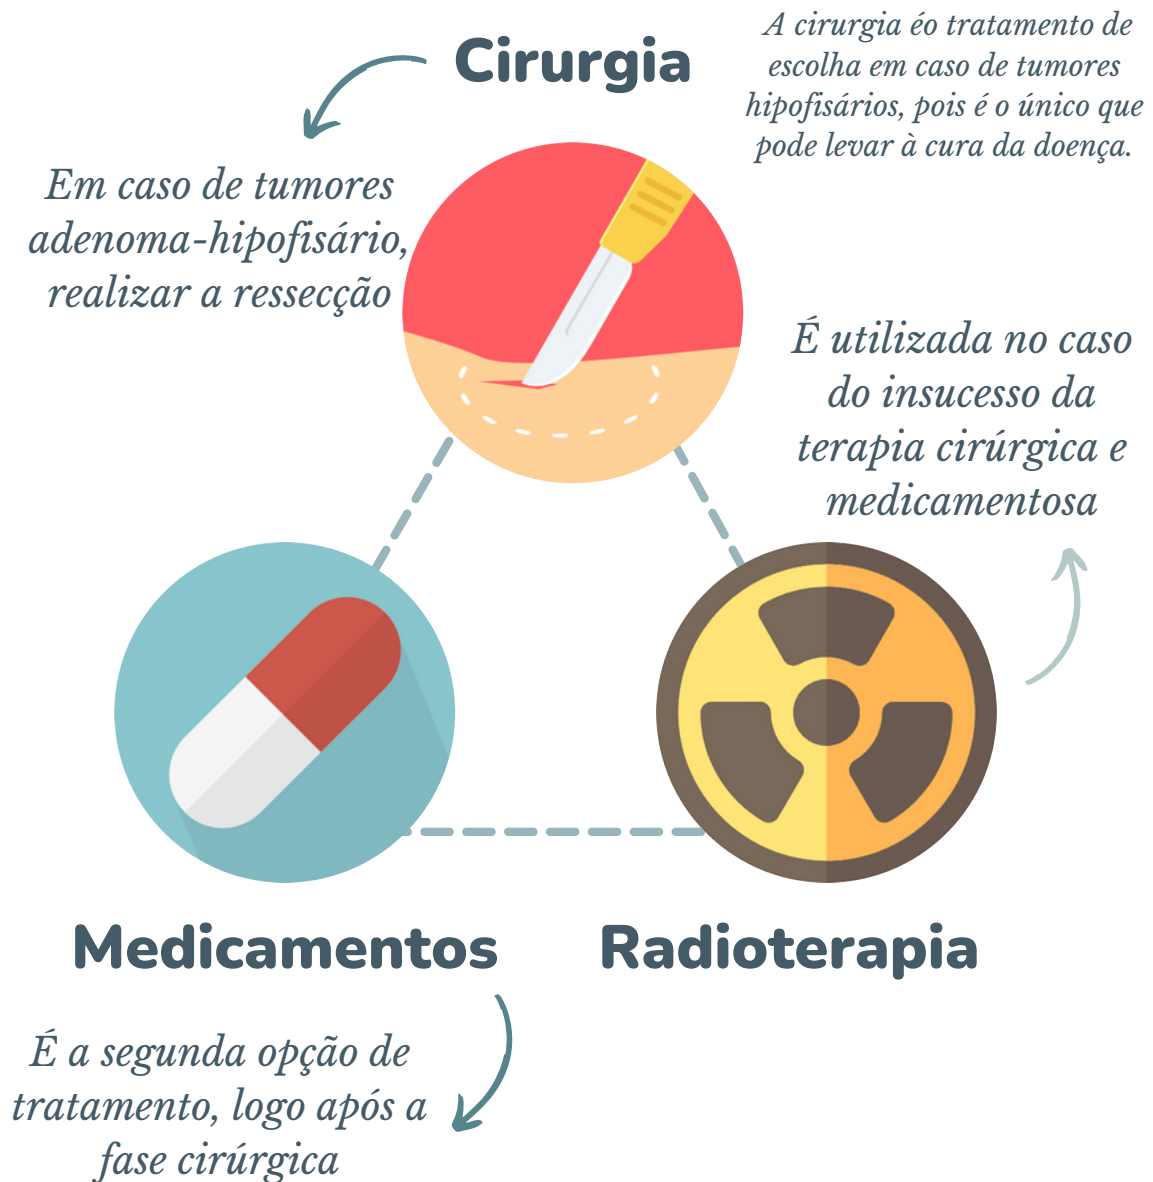 Cirurgia
A cirurgia éo tratamento de
escolha em caso de tumores
hipofisários, pois é o único que
pode levar à cura da doença.
Em caso de tumores
adenoma-hipofisário,
realizar a ressecção
É utilizada no caso
do insucesso da
terapia cirúrgica e
medicamentosa
Medicamentos
Radioterapia
É a segunda opção de
tratamento, logo após a
fase cirúrgica